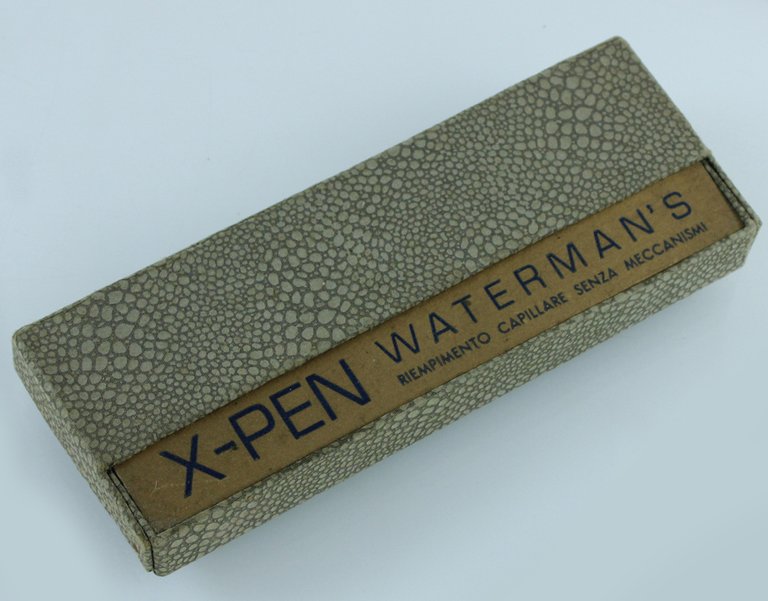 X-PEN WATERMAN'S
RIEMPIMENTO CAPILLARE SENZA MECCANISMI